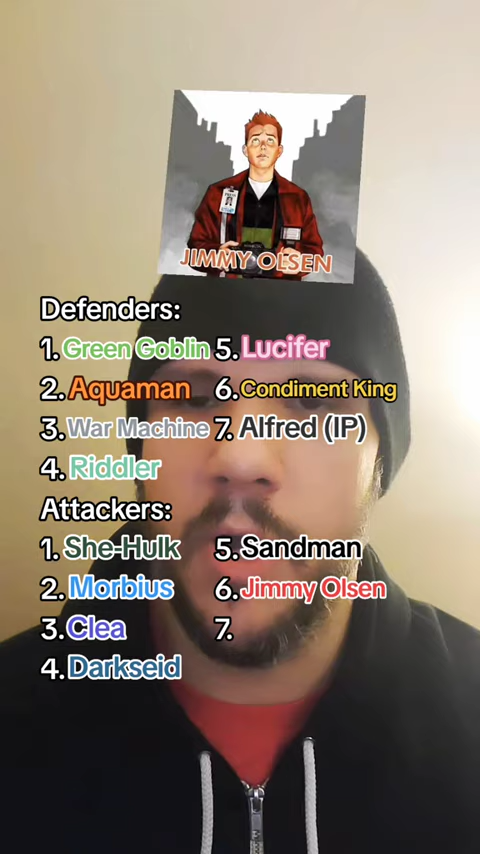 JIMMY OLSEN
Defenders:
1. Green Goblin 5. Lucifer
2. Aquaman 6. Condiment King
3. War Machine 7. Alfred (IP)
4. Riddler
Attackers:
1. She-Hulk 5. Sandman
2. Morbius 6. Jimmy Olsen
3. Clea 7.
4. Darkseid